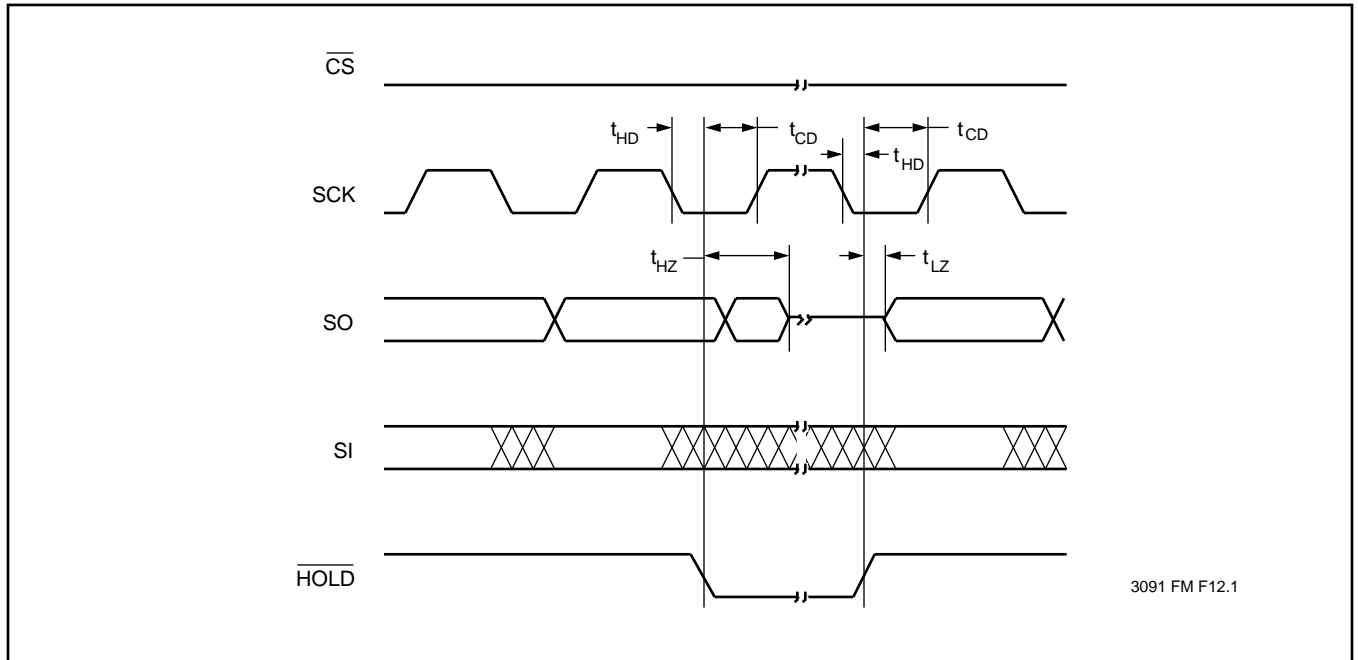 CS
tHD
tCD
tCD
tHD
SCK
tHZ
tLZ
SO
SI
HOLD
3091 FM F12.1